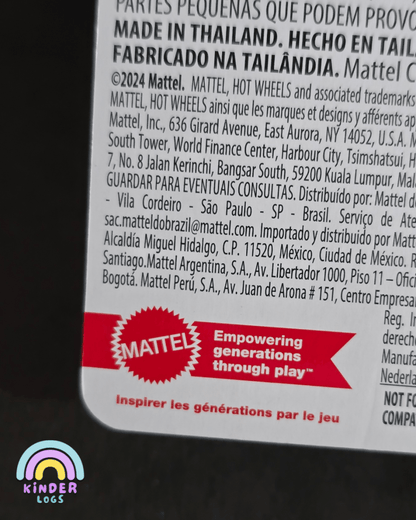 PARTES PEQUENAS QUE PODEM PROVO
MADE IN THAILAND. HECHO EN TAIL
FABRICADO NA TAILÂNDIA. Mattel C
©2024 Mattel. MATTEL, HOT WHEELS and associated trademarks
MATTEL, HOT WHEELS ainsi que les marques et designs y afférents ap
Mattel, Inc., 636 Girard Avenue, East Aurora, NY 14052, U.S.A. M
South Tower, World Finance Center, Harbour City, Tsimshatsui, H
7, No. 8 Jalan Kerinchi, Bangsar South, 59200 Kuala Lumpur, Mal
GUARDAR PARA EVENTUAIS CONSULTAS. Distribuído por: Mattel d
- Vila Cordeiro - São Paulo - SP - Brasil. Serviço de Ate
sac.matteldobrazil@mattel.com. Importado y distribuido por Matt
Alcaldía Miguel Hidalgo, C.P. 11520, México, Ciudad de México. R
Santiago. Mattel Argentina, S.A., Av. Libertador 1000, Piso 11 – Ofici
Bogotá. Mattel Perú, S.A., Av. Juan de Arona # 151, Centro Empresa
Reg. I
derech
Manufa
Nederla
NOT FO
COMPA
MATTEL
Empowering
generations
through play™
Inspirer les générations par le jeu
KINDER
LOGS